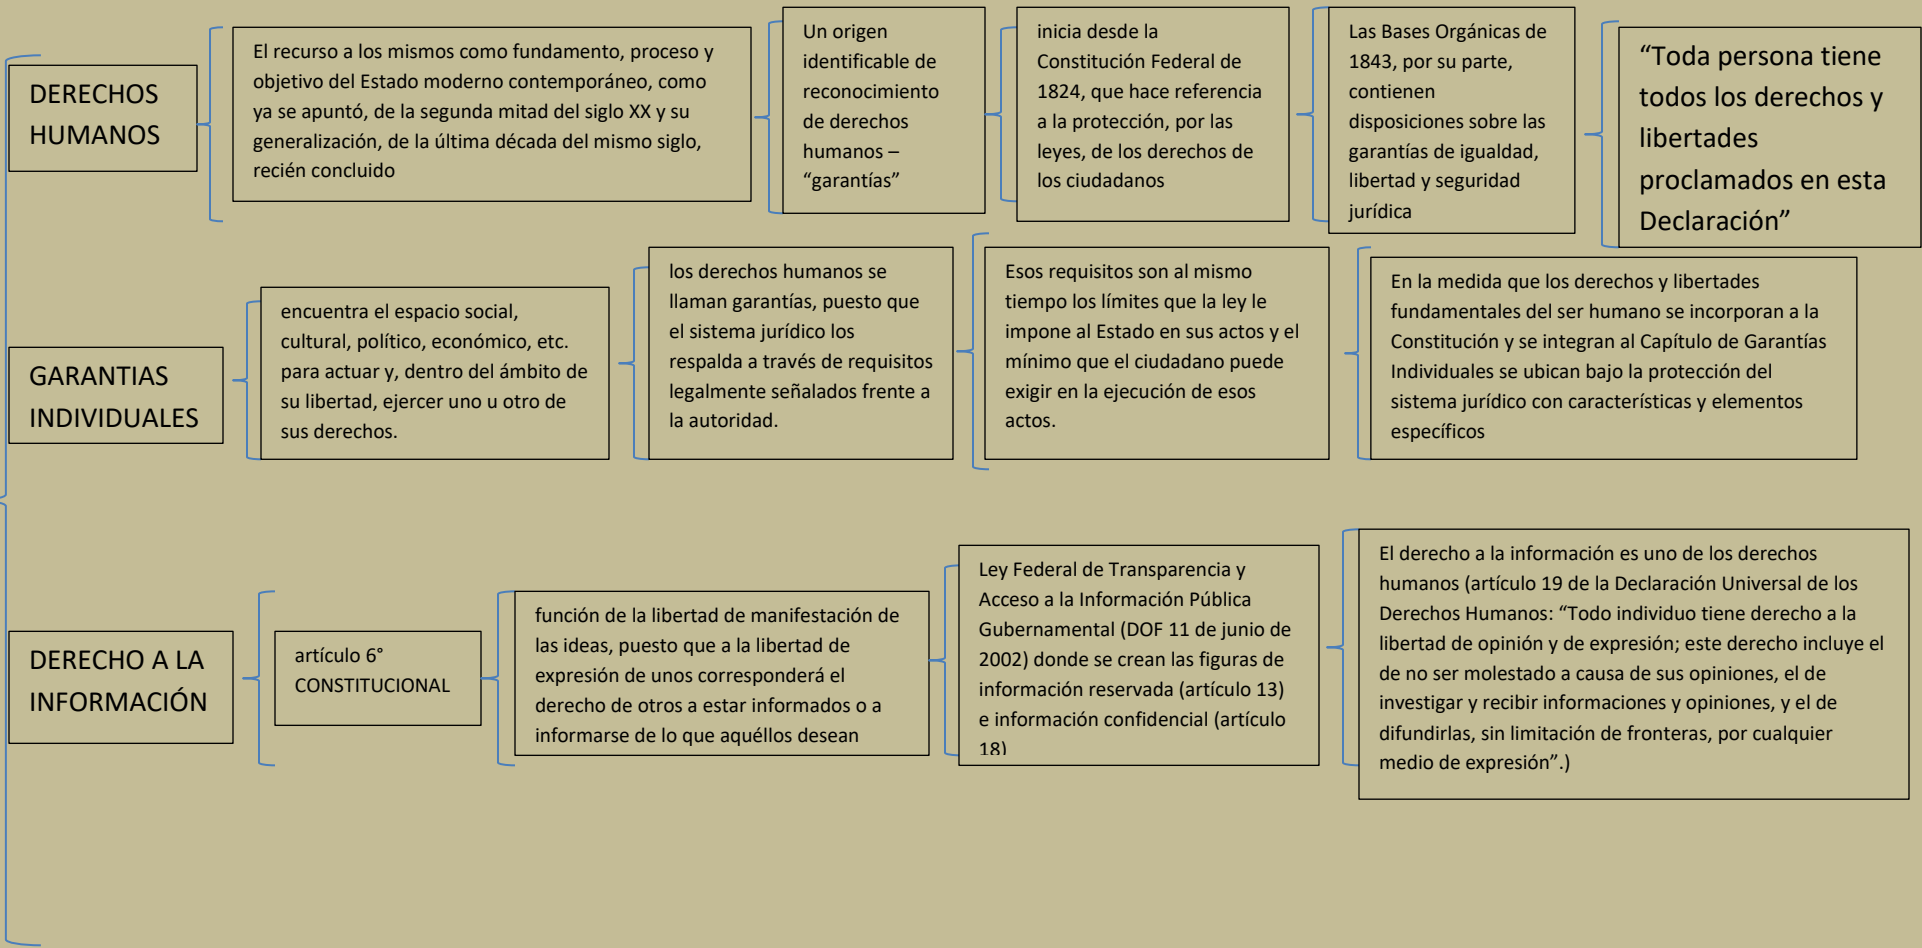 DERECHOS
HUMANOS
El recurso a los mismos como fundamento, proceso y
objetivo del Estado moderno contemporáneo, como
ya se apuntó, de la segunda mitad del siglo XX y su
generalización, de la última década del mismo siglo,
recién concluido
Un origen
identificable de
reconocimiento
de derechos
humanos –
“garantías”
inicia desde la
Constitución Federal de
1824, que hace referencia
a la protección, por las
leyes, de los derechos de
los ciudadanos
Las Bases Orgánicas de
1843, por su parte,
contienen
disposiciones sobre las
garantías de igualdad,
libertad y seguridad
jurídica
“Toda persona tiene
todos los derechos y
libertades
proclamados en esta
Declaración”
GARANTIAS
INDIVIDUALES
encuentra el espacio social,
cultural, político, económico, etc.
para actuar y, dentro del ámbito de
su libertad, ejercer uno u otro de
sus derechos.
los derechos humanos se
llaman garantías, puesto que
el sistema jurídico los
respalda a través de requisitos
legalmente señalados frente a
la autoridad.
Esos requisitos son al mismo
tiempo los límites que la ley le
impone al Estado en sus actos y el
mínimo que el ciudadano puede
exigir en la ejecución de esos
actos.
En la medida que los derechos y libertades
fundamentales del ser humano se incorporan a la
Constitución y se integran al Capítulo de Garantías
Individuales se ubican bajo la protección del
sistema jurídico con características y elementos
específicos
DERECHO A LA
INFORMACIÓN
artículo 6°
CONSTITUCIONAL
función de la libertad de manifestación de
las ideas, puesto que a la libertad de
expresión de unos corresponderá el
derecho de otros a estar informados o a
informarse de lo que aquéllos desean
Ley Federal de Transparencia y
Acceso a la Información Pública
Gubernamental (DOF 11 de junio de
2002) donde se crean las figuras de
información reservada (artículo 13)
e información confidencial (artículo
18)
El derecho a la información es uno de los derechos
humanos (artículo 19 de la Declaración Universal de los
Derechos Humanos: “Todo individuo tiene derecho a la
libertad de opinión y de expresión; este derecho incluye el
de no ser molestado a causa de sus opiniones, el de
investigar y recibir informaciones y opiniones, y el de
difundirlas, sin limitación de fronteras, por cualquier
medio de expresión”.)